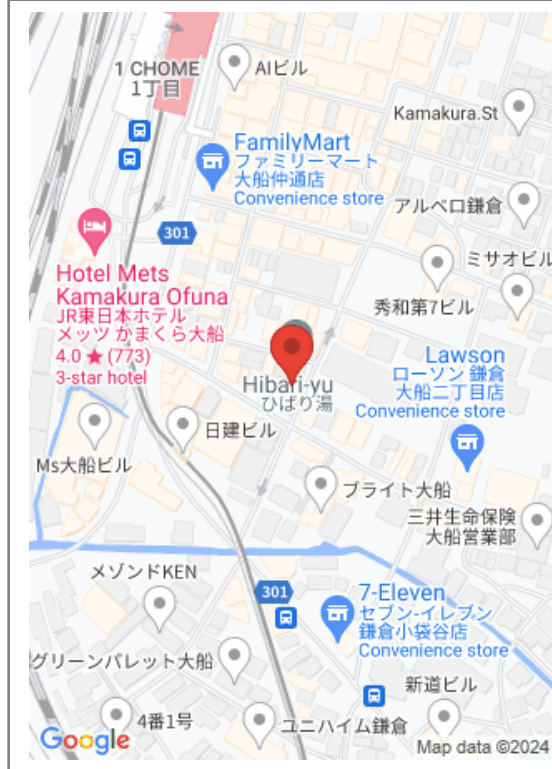 1 CHOME
1丁目
AIビル
Kamakura.St
FamilyMart
ファミリーマート
大船仲通店
Convenience store
アルベロ鎌倉
301
ミサオビル
Hotel Mets
Kamakura Ofuna
JR東日本ホテル
メッツ かまくら大船
4.0 ★ (773)
3-star hotel
秀和第7ビル
Hibari-yu
ひばり湯
Lawson
ローソン 鎌倉
大船二丁目店
Convenience store
日建ビル
Ms大船ビル
ブライト大船
三井生命保険
大船営業部
メゾンドKEN
301
7-Eleven
セブン-イレブン
鎌倉小袋谷店
Convenience store
グリーンパレット大船
新道ビル
4番1号
ユニハイム鎌倉
Google
Map data ©2024